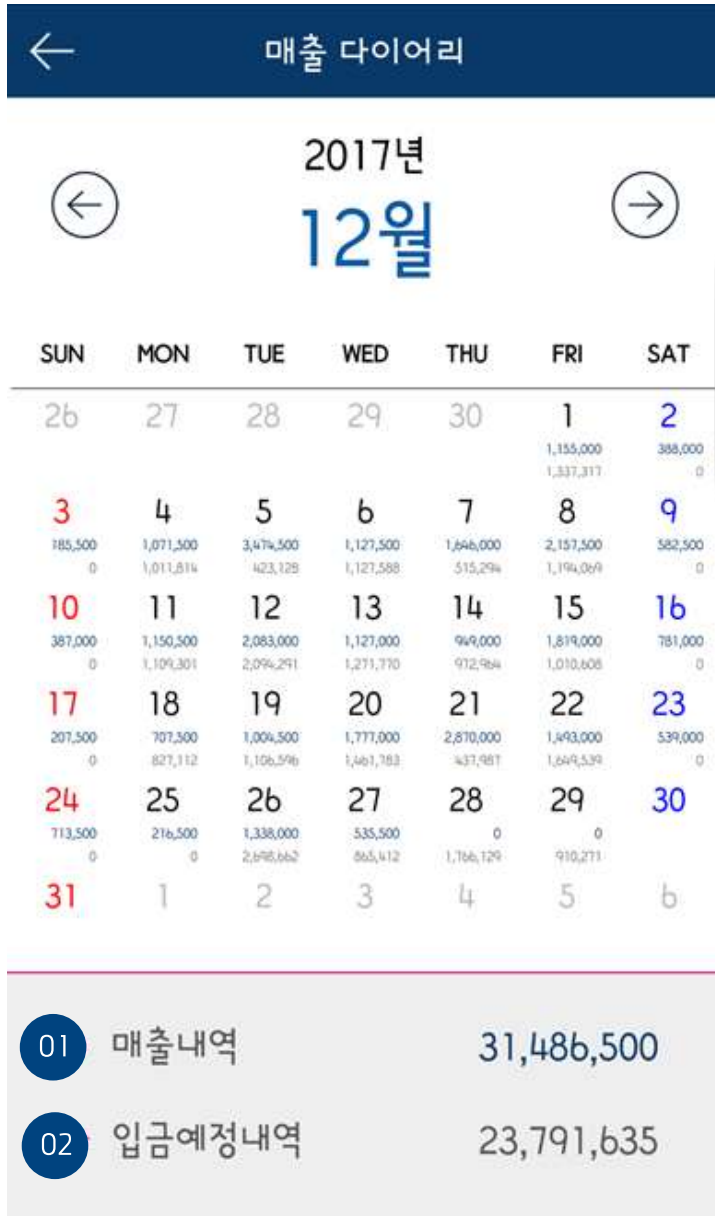 매출 다이어리
2017년
12월
SUN MON TUE WED THU FRI SAT
26 27 28 29 30 1 2
1,155,000 388,000
1,337,317 0
3 4 5 6 7 8 9
185,500 1,071,500 3,474,500 1,127,500 1,646,000 2,157,500 582,500
0 1,011,814 423,128 1,127,588 515,294 1,194,069 0
10 11 12 13 14 15 16
387,000 1,150,500 2,083,000 1,127,000 949,000 1,819,000 781,000
0 1,109,301 2,094,291 1,271,770 972,964 1,010,608 0
17 18 19 20 21 22 23
207,500 707,500 1,004,500 1,777,000 2,870,000 1,493,000 539,000
0 827,112 1,106,596 1,461,783 437,981 1,649,539 0
24 25 26 27 28 29 30
713,500 216,500 1,338,000 535,500 0 0
0 0 2,698,662 865,412 1,766,129 910,271
31 1 2 3 4 5 6
01 매출내역 31,486,500
02 입금예정내역 23,791,635